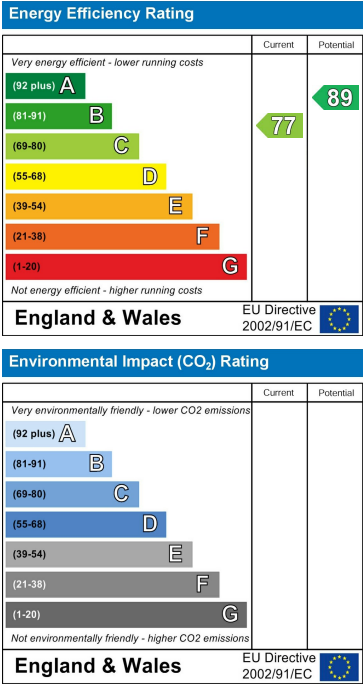 Energy Efficiency Rating
Current Potential
Very energy efficient - lower running costs
(92 plus) A
(81-91) B
(69-80) C
(55-68) D
(39-54) E
(21-38) F
(1-20) G
77
89
Not energy efficient - higher running costs
England & Wales
EU Directive
2002/91/EC
Environmental Impact (CO2) Rating
Current Potential
Very environmentally friendly - lower CO2 emissions
(92 plus) A
(81-91) B
(69-80) C
(55-68) D
(39-54) E
(21-38) F
(1-20) G
Not environmentally friendly - higher CO2 emissions
England & Wales
EU Directive
2002/91/EC